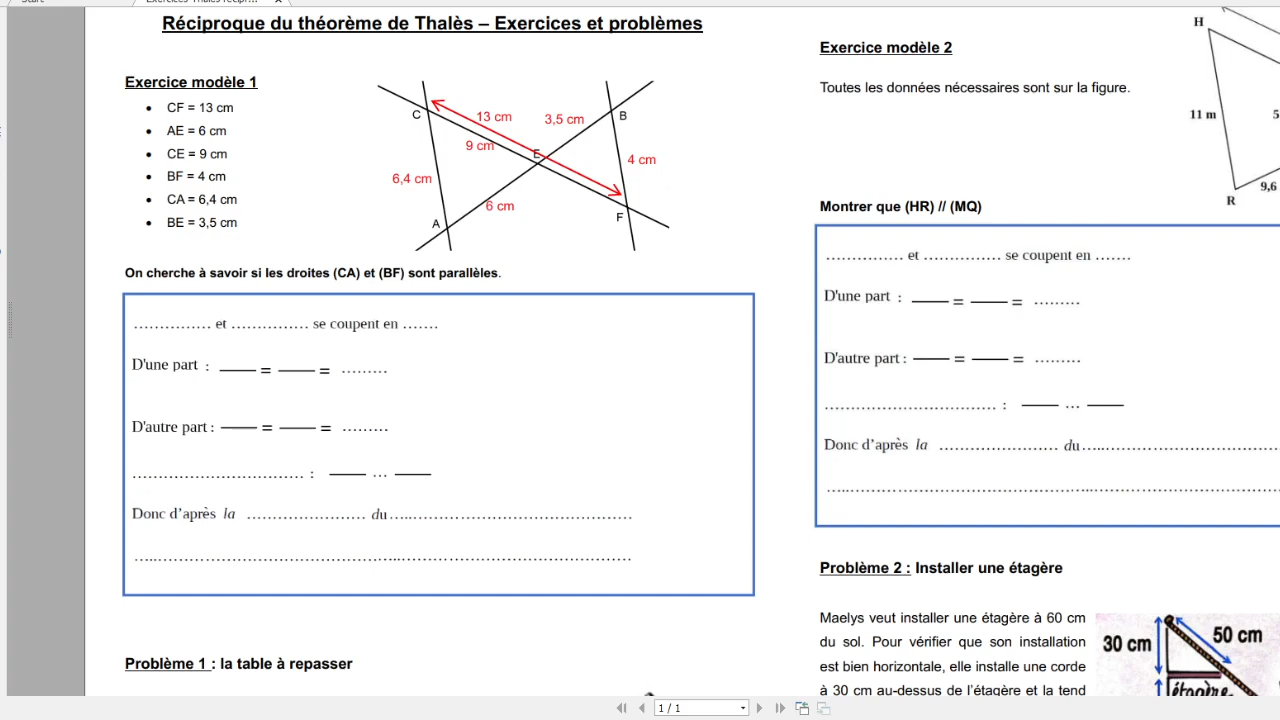 Réciproque du théorème de Thalès – Exercices et problèmes
Exercice modèle 1
• CF = 13 cm
• AE = 6 cm
• CE = 9 cm
• BF = 4 cm
• CA = 6,4 cm
• BE = 3,5 cm
C
13 cm
3,5 cm
B
9 cm
E
4 cm
6,4 cm
6 cm
A
F
On cherche à savoir si les droites (CA) et (BF) sont parallèles.
…………… et …………… se coupent en …….
D'une part : = = ………
D'autre part : = = ………
…………………………… : …
Donc d’après la ………………….. du…..……………………………………
…..…………………………………………..………………………………………
Problème 1 : la table à repasser
Exercice modèle 2
Toutes les données nécessaires sont sur la figure.
H
11 m
5
9,6
R
Montrer que (HR) // (MQ)
…………… et …………… se coupent en …….
D'une part : = = ………
D'autre part : = = ………
…………………………… : …
Donc d’après la ………………….. du…..……………………………
…..…………………………………………..………………………………
Problème 2 : Installer une étagère
Maelys veut installer une étagère à 60 cm
du sol. Pour vérifier que son installation
est bien horizontale, elle installe une corde
à 30 cm au-dessus de l’étagère et la tend
30 cm
50 cm
étagère
1 / 1